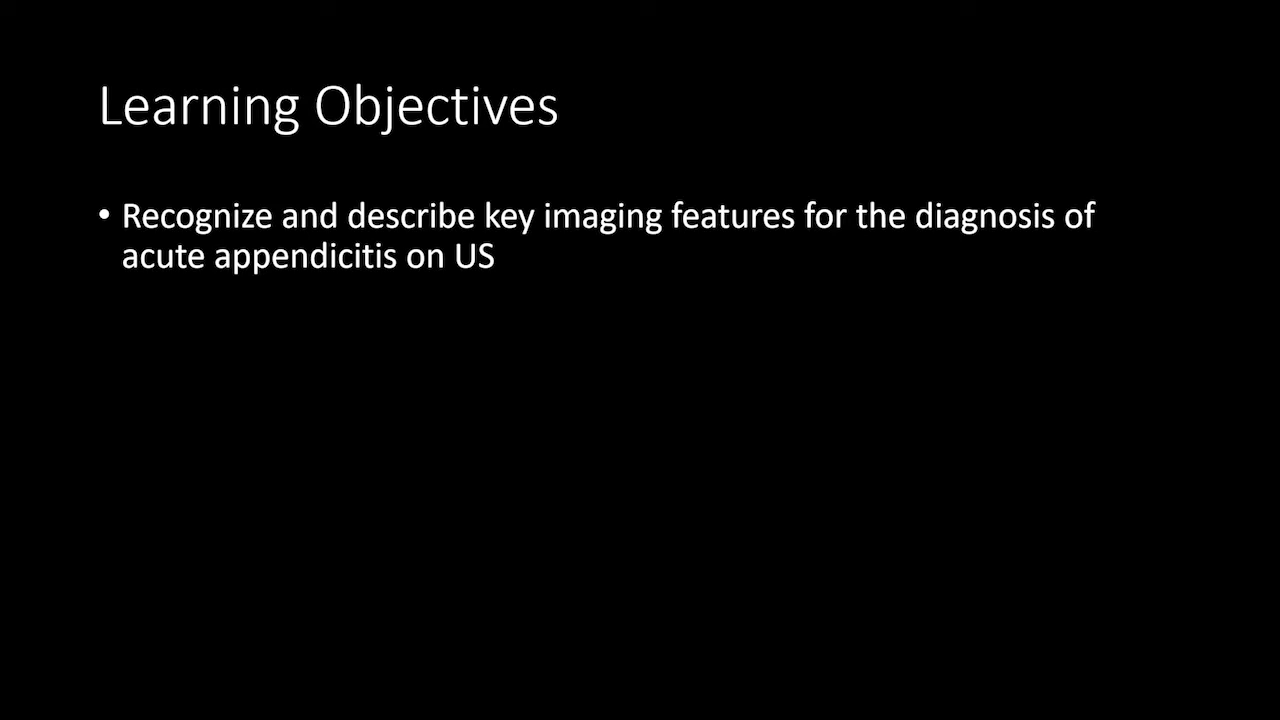 Learning Objectives
• Recognize and describe key imaging features for the diagnosis of
acute appendicitis on US